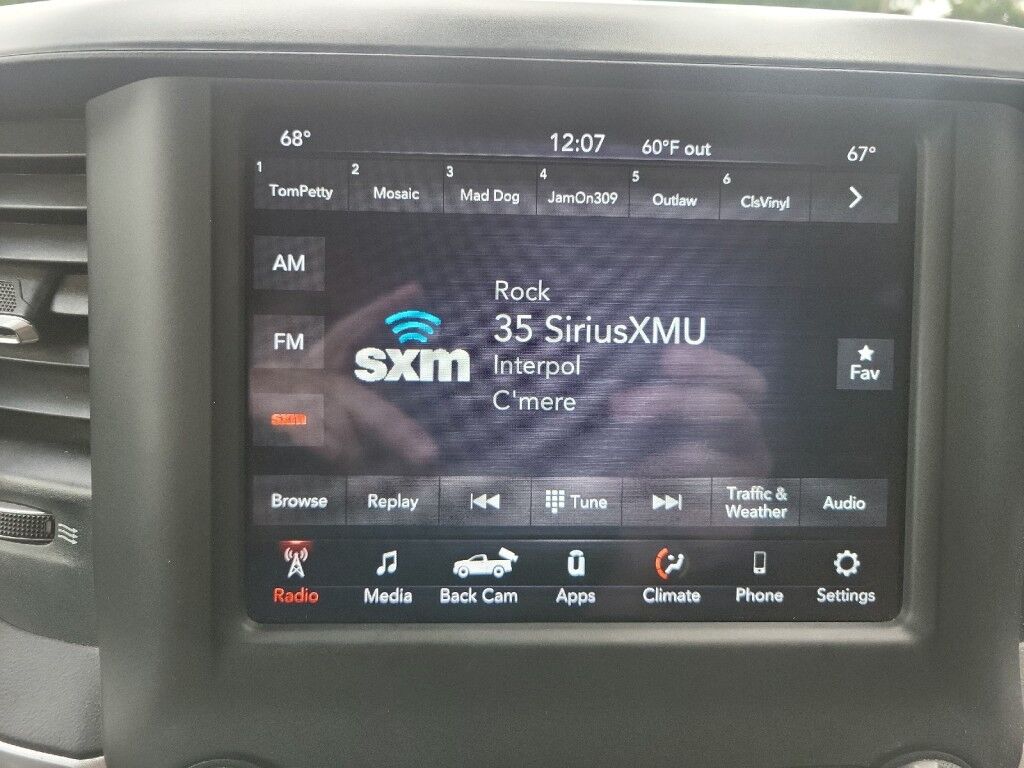 68° 12:07 60°F out 67°
1 TomPetty 2 Mosaic 3 Mad Dog 4 JamOn309 5 Outlaw 6 ClsVinyl
AM
FM
sxm
sxm
Rock
35 SiriusXMU
Interpol
C'mere
Fav
Browse Replay Tune Traffic & Weather Audio
Radio Media Back Cam Apps Climate Phone Settings